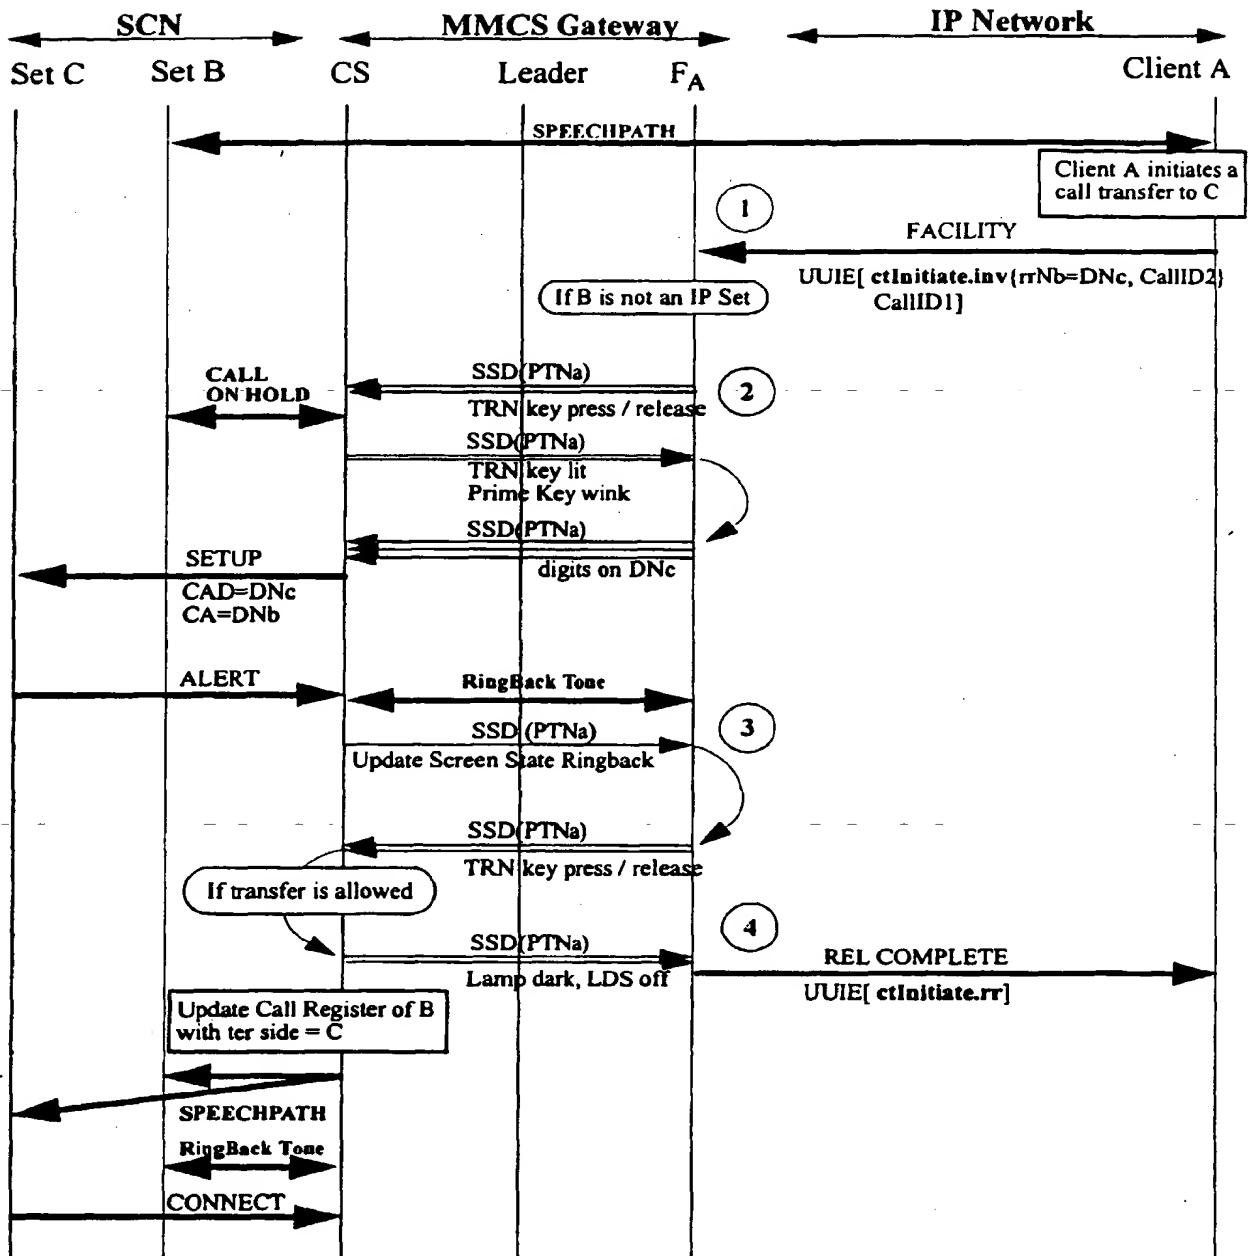 SCN MMCS Gateway IP Network
Set C Set B CS Leader FA Client A
SPEECHPATH
Client A initiates a
call transfer to C
1
FACILITY
UUIE[ ctInitiate.inv{rrNb=DNc, CallID2}
CallID1]
If B is not an IP Set
SSD(PTNa)
2
CALL
ON HOLD
TRN key press / release
SSD(PTNa)
TRN key lit
Prime Key wink
SSD(PTNa)
digits on DNc
SETUP
CAD=DNc
CA=DNb
ALERT
RingBack Tone
3
SSD (PTNa)
Update Screen State Ringback
SSD(PTNa)
TRN key press / release
If transfer is allowed
4
SSD(PTNa)
Lamp dark, LDS off
REL COMPLETE
UUIE[ ctInitiate.rr]
Update Call Register of B
with ter side = C
SPEECHPATH
RingBack Tone
CONNECT